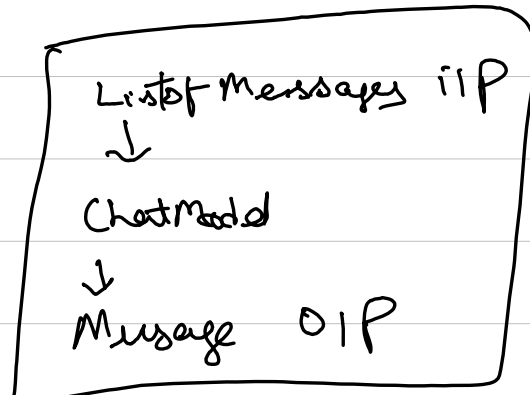 List of Messages i/P
↓
ChatModel
↓
Message O/P